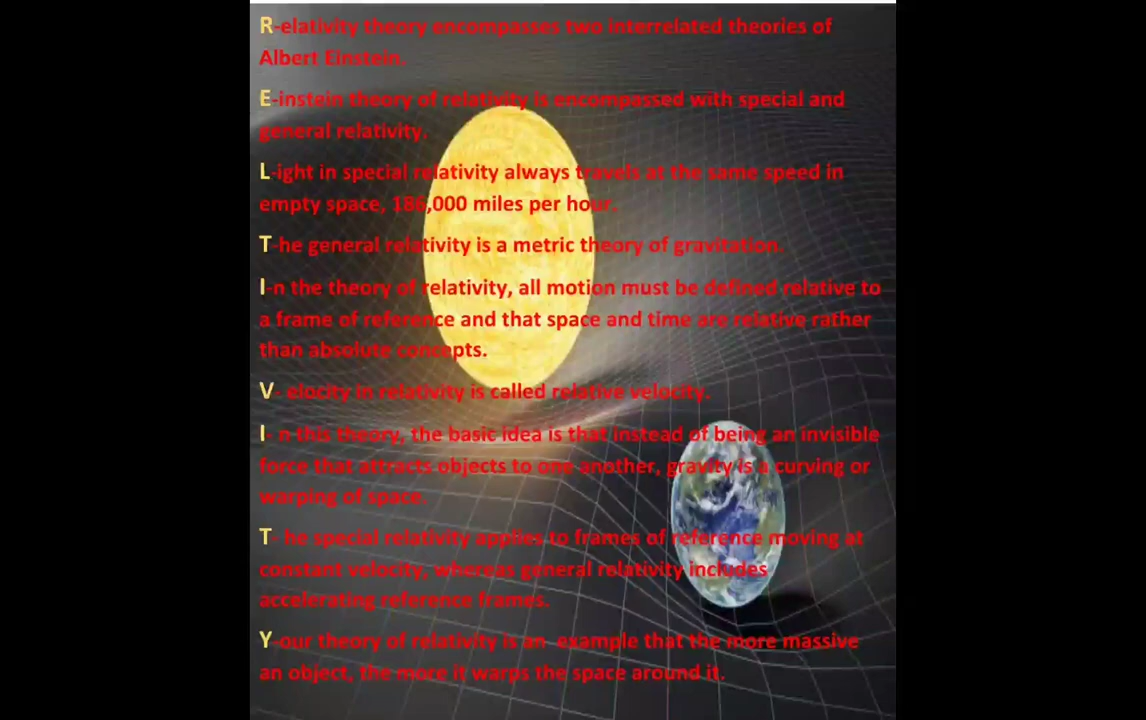 R-elativity theory encompasses two interrelated theories of
Albert Einstein.
E-instein theory of relativity is encompassed with special and
general relativity.
L-ight in special relativity always travels at the same speed in
empty space, 186,000 miles per hour.
T-he general relativity is a metric theory of gravitation.
I-n the theory of relativity, all motion must be defined relative to
a frame of reference and that space and time are relative rather
than absolute concepts.
V- elocity in relativity is called relative velocity.
I- n this theory, the basic idea is that instead of being an invisible
force that attracts objects to one another, gravity is a curving or
warping of space.
T- he special relativity applies to frames of reference moving at
constant velocity, whereas general relativity includes
accelerating reference frames.
Y-our theory of relativity is an example that the more massive
an object, the more it warps the space around it.